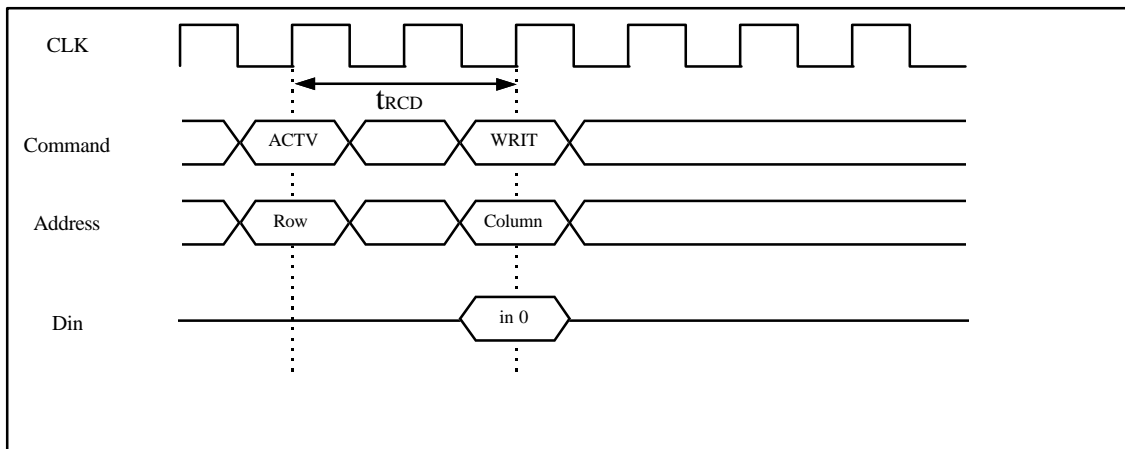 CLK
tRCD
Command ACTV WRIT
Address Row Column
Din in 0